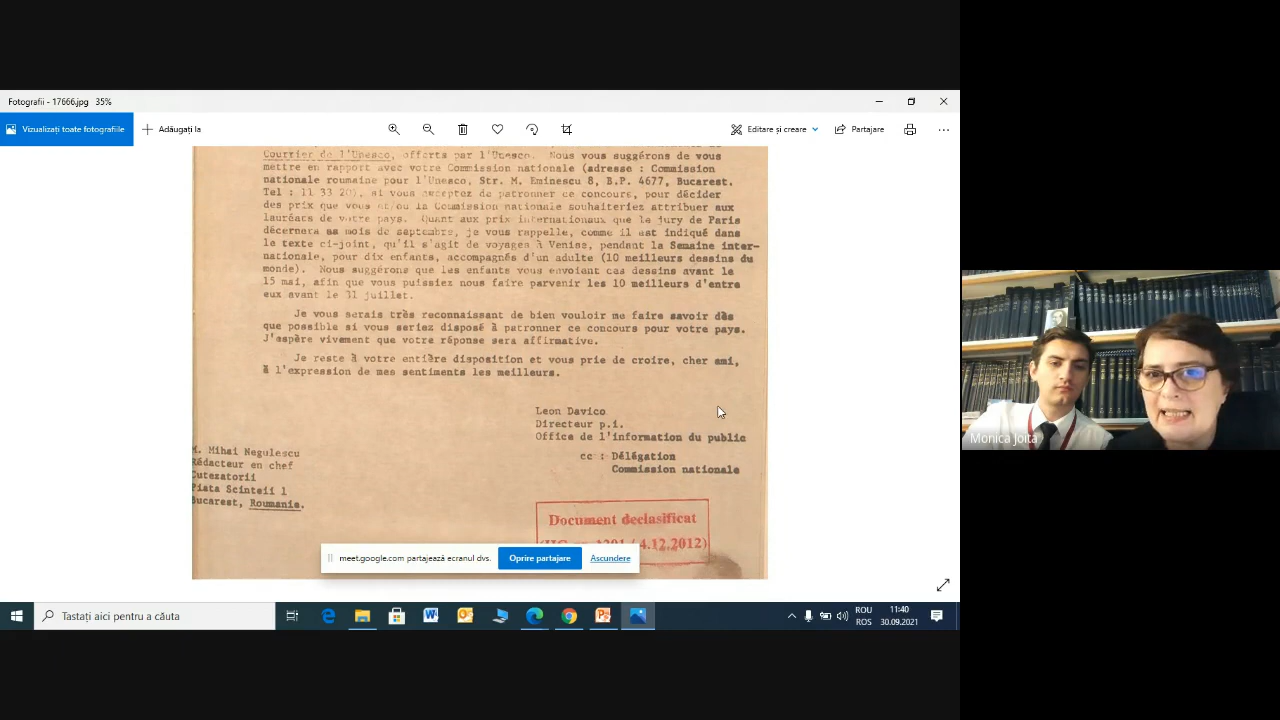 Fotografii - 17666.jpg 35%
Vizualizați toate fotografiile
Adăugați la
Editare și creare
Partajare
Courrier de l'Unesco, offerts par l'Unesco. Nous vous suggérons de vous
mettre en rapport avec votre Commission nationale (adresse : Commission
nationale roumaine pour l'Unesco, Str. M. Eminescu 8, B.P. 4677, Bucarest.
Tel : 11 33 20), si vous acceptez de patronner ce concours, pour décider
des prix que vous et/ou la Commission nationale souhaiteriez attribuer aux
lauréats de votre pays. Quant aux prix internationaux que le jury de Paris
décernera au mois de septembre, je vous rappelle, comme il est indiqué dans
le texte ci-joint, qu'il s'agit de voyages à Venise, pendant la Semaine inter-
nationale, pour dix enfants, accompagnés d'un adulte (10 meilleurs dessins du
monde). Nous suggérons que les enfants vous envoient ces dessins avant le
15 mai, afin que vous puissiez nous faire parvenir les 10 meilleurs d'entre
eux avant le 31 juillet.
Je vous serais très reconnaissant de bien vouloir me faire savoir dès
que possible si vous seriez disposé à patronner ce concours pour votre pays.
J'espère vivement que votre réponse sera affirmative.
Je reste à votre entière disposition et vous prie de croire, cher ami,
à l'expression de mes sentiments les meilleurs.
Leon Davico
Directeur p.i.
Office de l'information du public
cc : Délégation
Commission nationale
M. Mihai Negulescu
Rédacteur en chef
Cutezatorii
Piata Scinteii 1
Bucarest, Roumanie.
Document declasificat
(HG nr. 1201 / 4.12.2012)
meet.google.com partajează ecranul dvs.
Oprire partajare
Ascundere
Tastați aici pentru a căuta
ROU
ROS
11:40
30.09.2021
Monica Joita